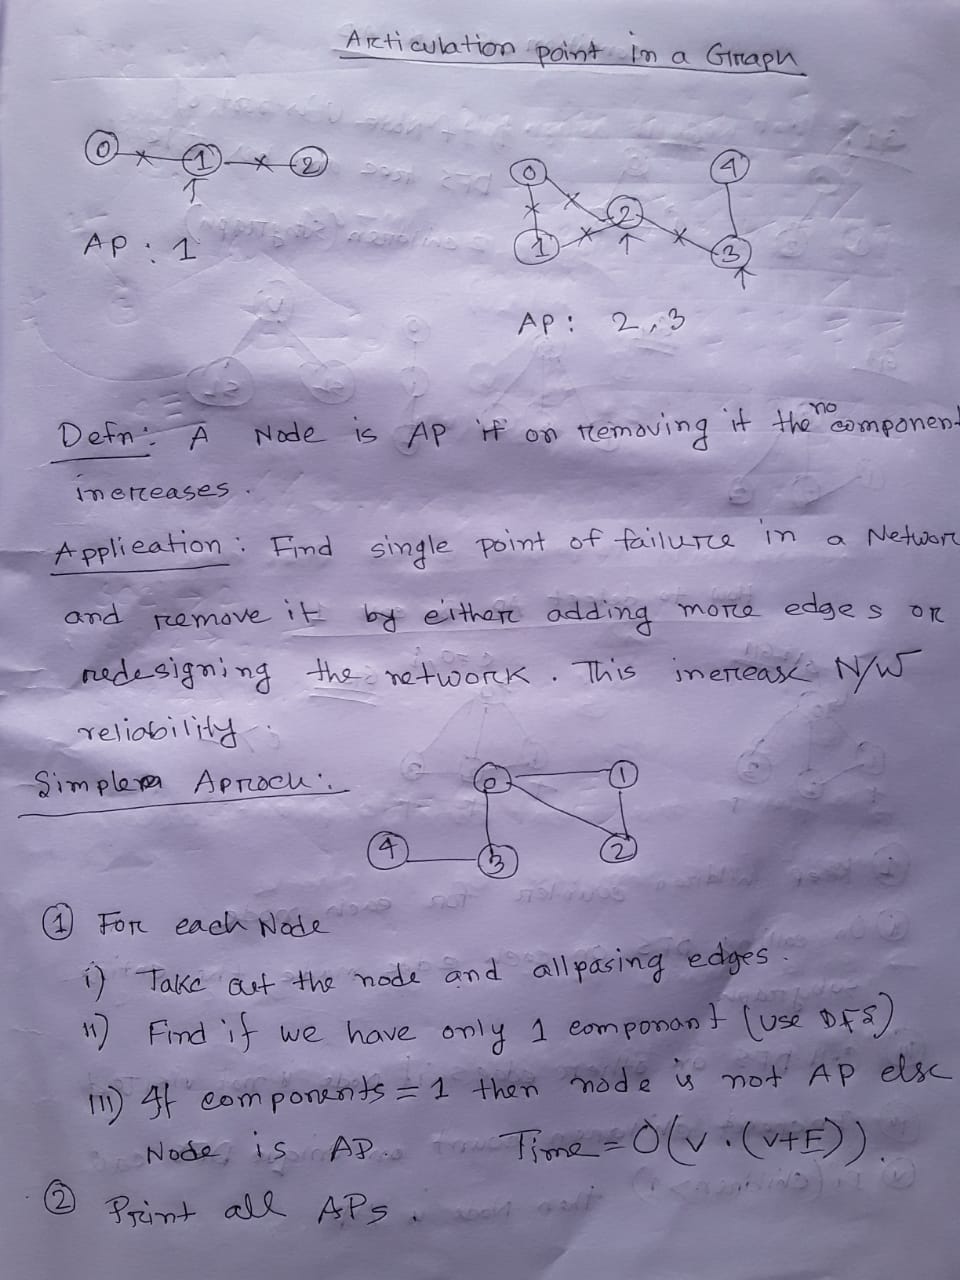 Articulation point in a Graph
0 1 2
0 4
2
1 3
AP : 1
AP : 2, 3
Defn: A Node is AP if on removing it the no component
increases.
Application : Find single point of failure in a Networ
and remove it by either adding more edges or
redesigning the network. This increase N/W
reliability.
Simple Aproch :
0 1
4 3 2
① For each Node
i) Take out the node and all pasing edges.
ii) Find if we have only 1 componant (use DFS)
iii) If components = 1 then node is not AP else
Node is AP. Time = O(V . (V+E)).
② Print all APs.